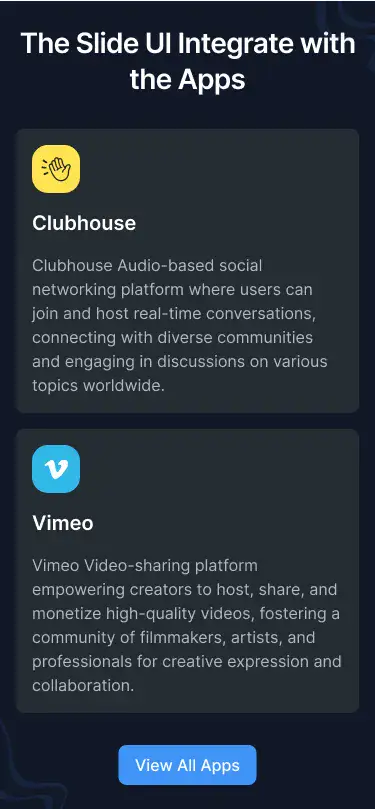 The Slide UI Integrate with
the Apps
Clubhouse
Clubhouse Audio-based social
networking platform where users can
join and host real-time conversations,
connecting with diverse communities
and engaging in discussions on various
topics worldwide.
Vimeo
Vimeo Video-sharing platform
empowering creators to host, share, and
monetize high-quality videos, fostering a
community of filmmakers, artists, and
professionals for creative expression and
collaboration.
View All Apps